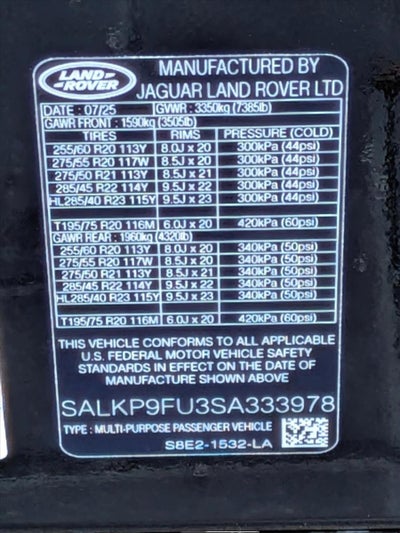 LAND ROVER
MANUFACTURED BY
JAGUAR LAND ROVER LTD
DATE : 07/25 GVWR: 3350kg (7385lb)
GAWR FRONT: 1590kg (3505lb)
TIRES RIMS PRESSURE (COLD)
255/60 R20 113Y 8.0J x 20 300kPa (44psi)
275/55 R20 117W 8.5J x 20 300kPa (44psi)
275/50 R21 113Y 8.5J x 21 300kPa (44psi)
285/45 R22 114Y 9.5J x 22 300kPa (44psi)
HL285/40 R23 115Y 9.5J x 23 300kPa (44psi)
T195/75 R20 116M 6.0J x 20 420kPa (60psi)
GAWR REAR: 1960kg (4320lb)
255/60 R20 113Y 8.0J x 20 340kPa (50psi)
275/55 R20 117W 8.5J x 20 340kPa (50psi)
275/50 R21 113Y 8.5J x 21 340kPa (50psi)
285/45 R22 114Y 9.5J x 22 340kPa (50psi)
HL285/40 R23 115Y 9.5J x 23 340kPa (50psi)
T195/75 R20 116M 6.0J x 20 420kPa (60psi)
THIS VEHICLE CONFORMS TO ALL APPLICABLE
U.S. FEDERAL MOTOR VEHICLE SAFETY
STANDARDS IN EFFECT ON THE DATE OF
MANUFACTURE SHOWN ABOVE
SALKP9FU3SA333978
TYPE : MULTI-PURPOSE PASSENGER VEHICLE
S8E2-1532-LA